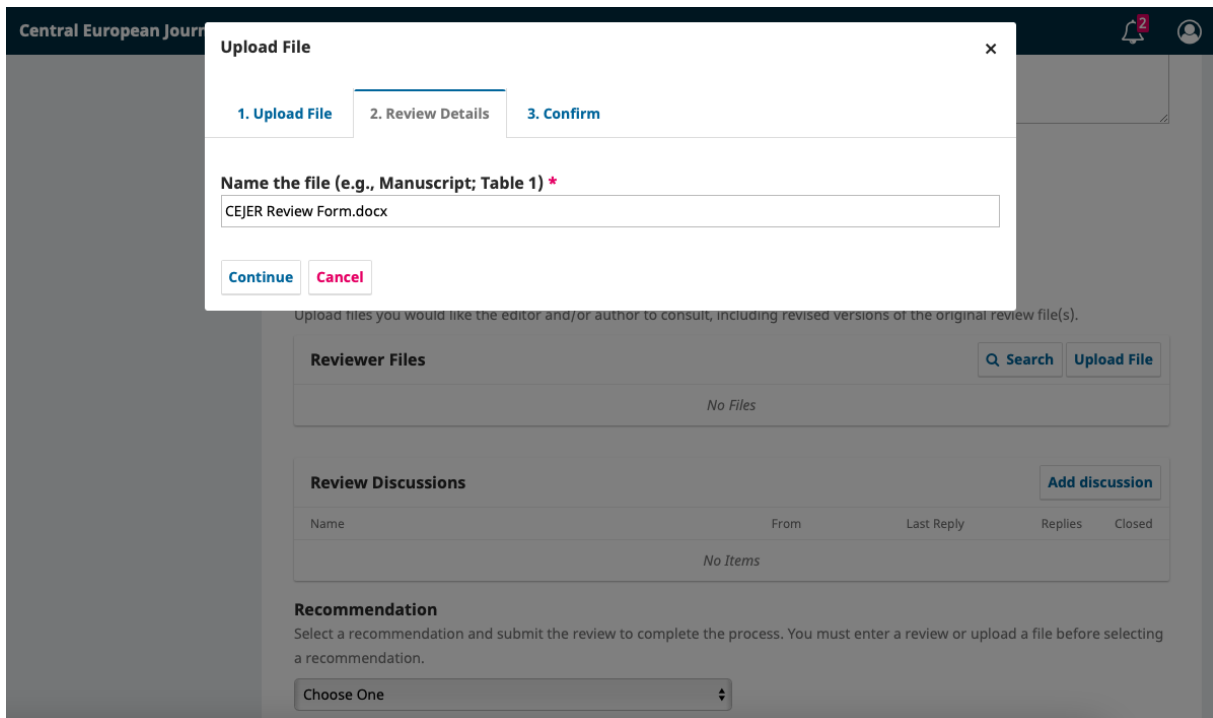 Central European Journ
2
Upload File
×
1. Upload File
2. Review Details
3. Confirm
Name the file (e.g., Manuscript; Table 1) *
CEJER Review Form.docx
Continue
Cancel
Upload files you would like the editor and/or author to consult, including revised versions of the original review file(s).
Reviewer Files
Search
Upload File
No Files
Review Discussions
Add discussion
Name From Last Reply Replies Closed
No Items
Recommendation
Select a recommendation and submit the review to complete the process. You must enter a review or upload a file before selecting
a recommendation.
Choose One